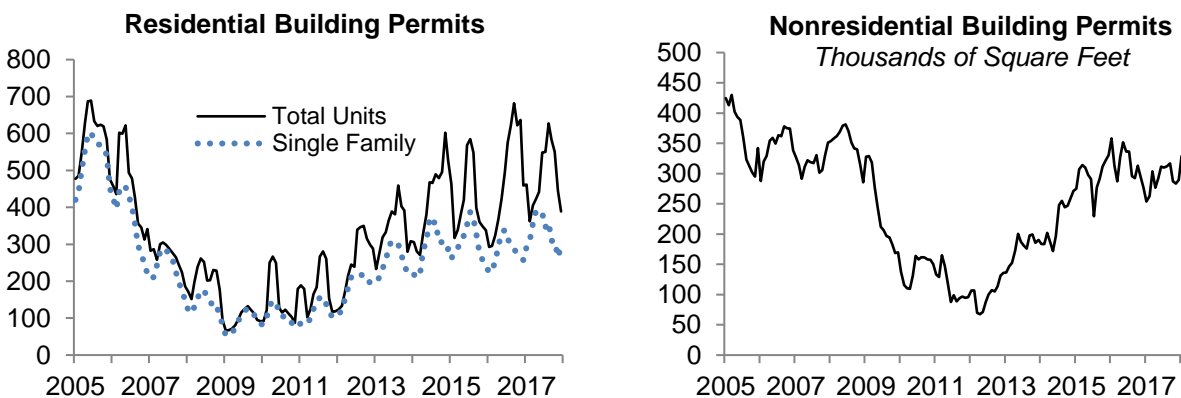 Residential Building Permits
800
700
600
500
400
300
200
100
0
Total Units
Single Family
2005 2007 2009 2011 2013 2015 2017
Nonresidential Building Permits
Thousands of Square Feet
500
450
400
350
300
250
200
150
100
50
0
2005 2007 2009 2011 2013 2015 2017